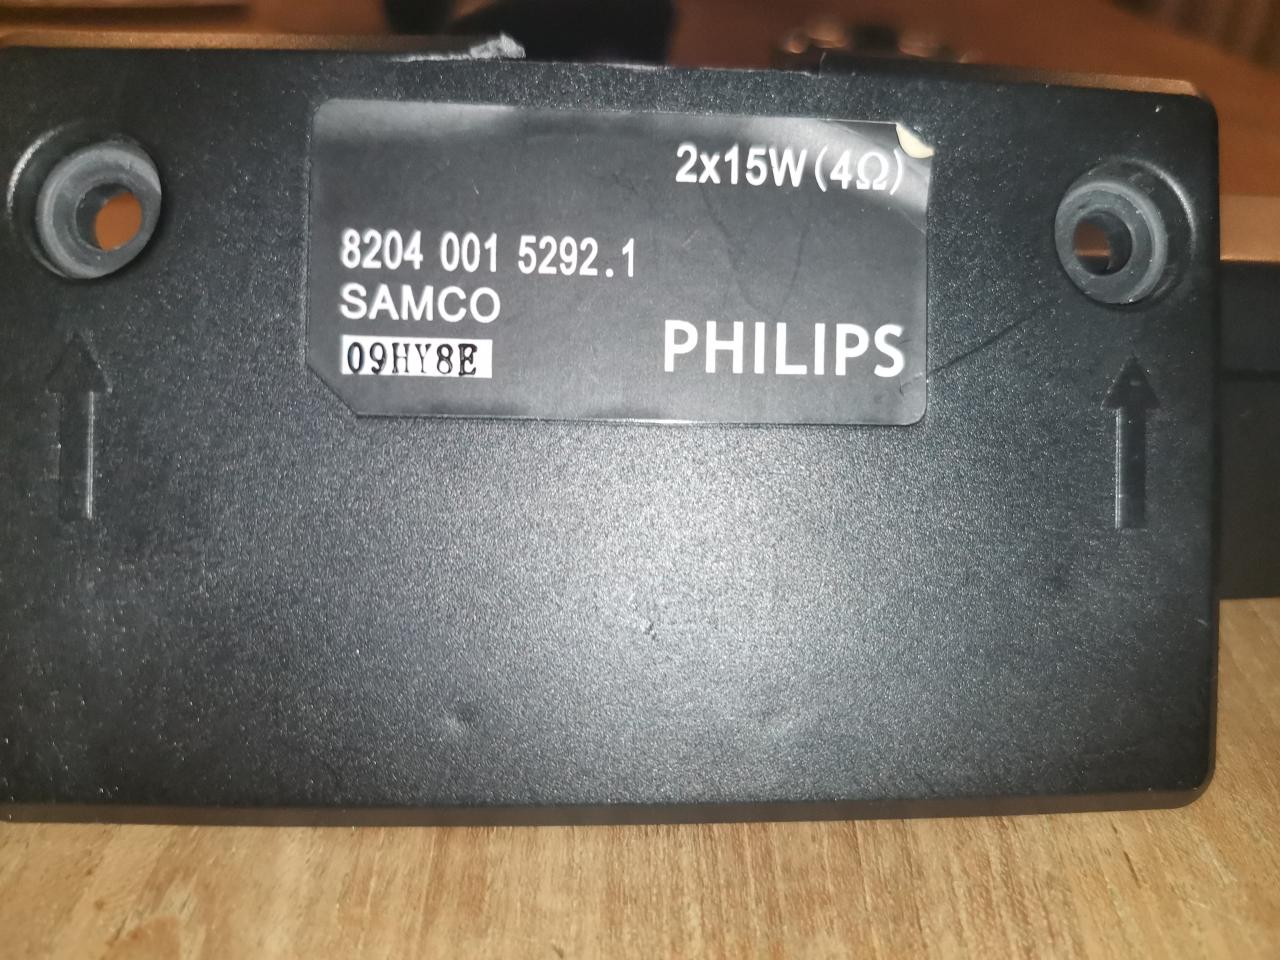 2x15W(4Ω)
8204 001 5292.1
SAMCO
09HY8E
PHILIPS